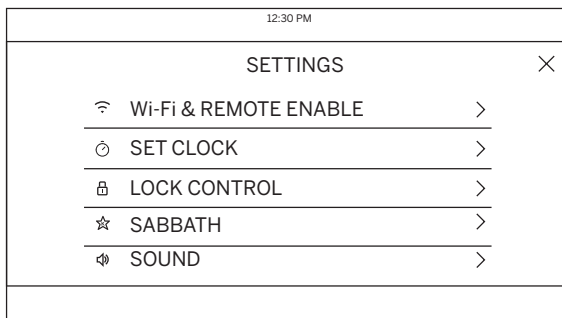 12:30 PM
SETTINGS
Wi-Fi & REMOTE ENABLE
SET CLOCK
LOCK CONTROL
SABBATH
SOUND